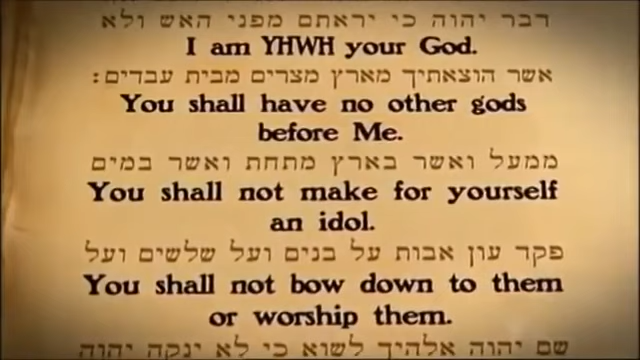 דבר יהוה כי יראתם מפני האש ולא
I am YHWH your God.
אשר הוצאתיך מארץ מצרים מבית עבדים:
You shall have no other gods
before Me.
ממעל ואשר בארץ מתחת ואשר במים
You shall not make for yourself
an idol.
פקד עון אבות על בנים ועל שלשים ועל
You shall not bow down to them
or worship them.
שם יהוה אלהיך לשוא כי לא ינקה יהוה